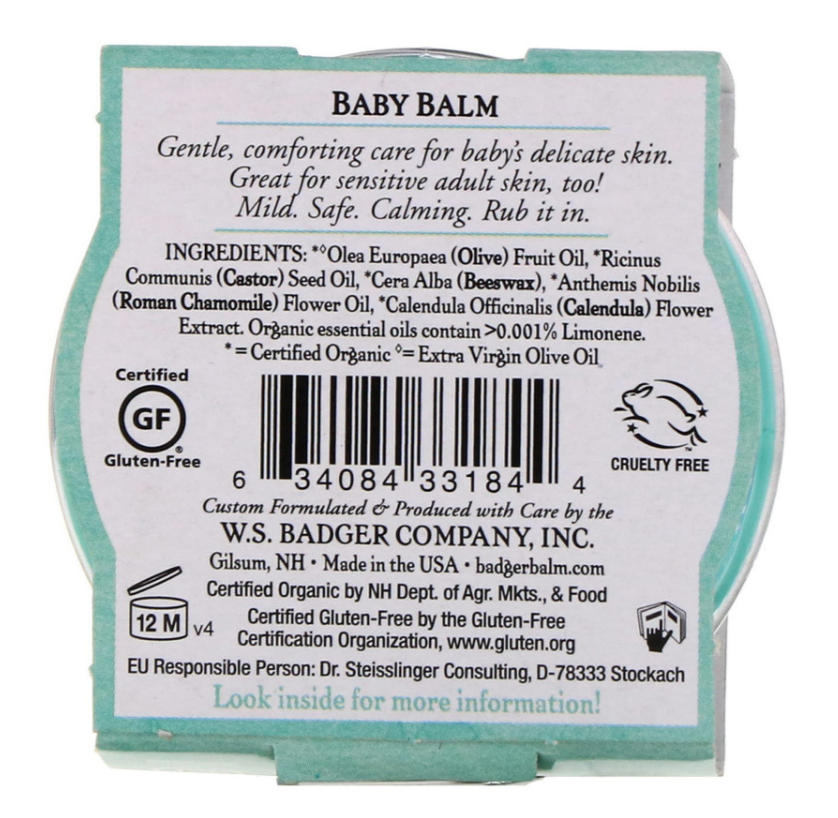 BABY BALM
Gentle, comforting care for baby's delicate skin.
Great for sensitive adult skin, too!
Mild. Safe. Calming. Rub it in.
INGREDIENTS: *◊Olea Europaea (Olive) Fruit Oil, *Ricinus
Communis (Castor) Seed Oil, *Cera Alba (Beeswax), *Anthemis Nobilis
(Roman Chamomile) Flower Oil, *Calendula Officinalis (Calendula) Flower
Extract. Organic essential oils contain >0.001% Limonene.
* = Certified Organic ◊= Extra Virgin Olive Oil
Certified
GF
®
Gluten-Free
6 34084 33184 4
™
CRUELTY FREE
Custom Formulated & Produced with Care by the
W.S. BADGER COMPANY, INC.
Gilsum, NH • Made in the USA • badgerbalm.com
Certified Organic by NH Dept. of Agr. Mkts., & Food
12 M v4
Certified Gluten-Free by the Gluten-Free
Certification Organization, www.gluten.org
EU Responsible Person: Dr. Steisslinger Consulting, D-78333 Stockach
Look inside for more information!